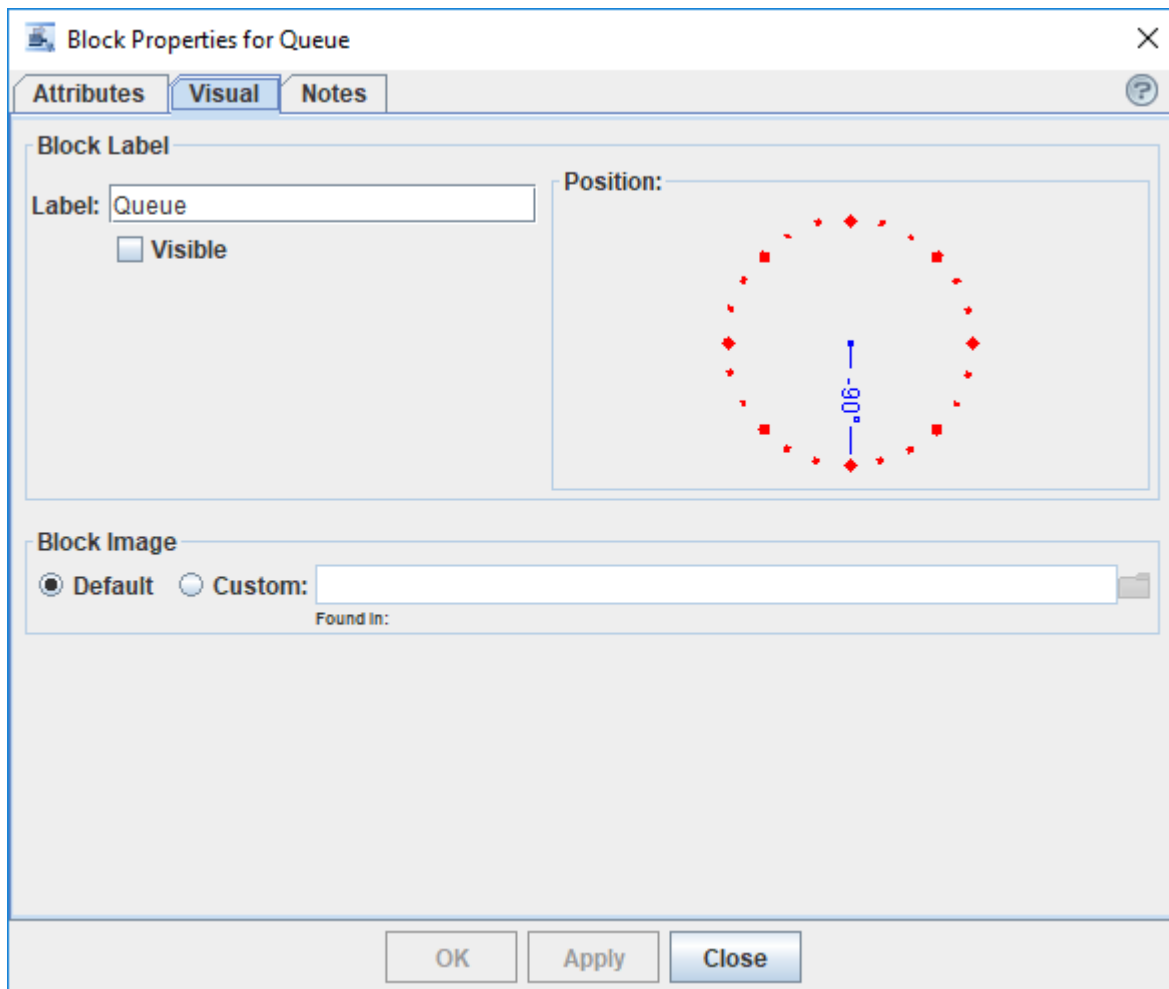 Block Properties for Queue
Attributes Visual Notes
Block Label
Label: Queue
Visible
Position:
-90°
Block Image
Default Custom:
Found in:
OK Apply Close